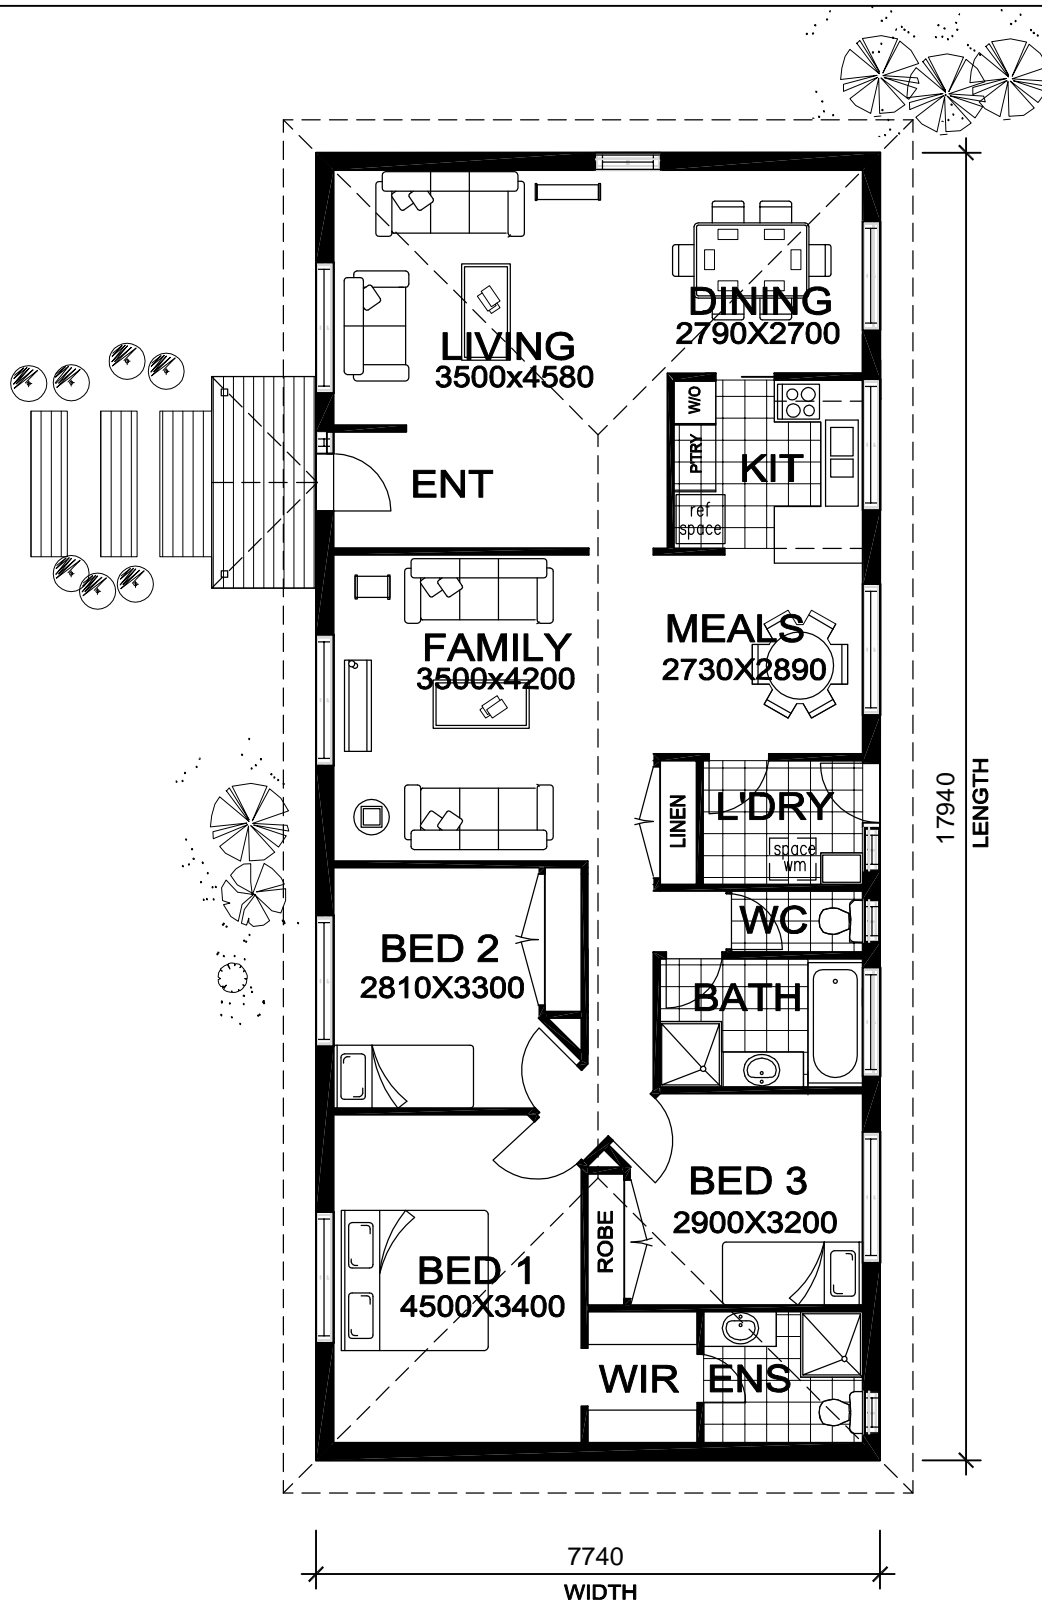 DINING
2790X2700
LIVING
3500x4580
W/O
P'TRY
KIT
ENT
ref
space
MEALS
2730X2890
FAMILY
3500x4200
17940
LENGTH
LINEN
L'DRY
space
wm
WC
BED 2
2810X3300
BATH
BED 3
2900X3200
ROBE
BED 1
4500X3400
WIR
ENS
7740
WIDTH